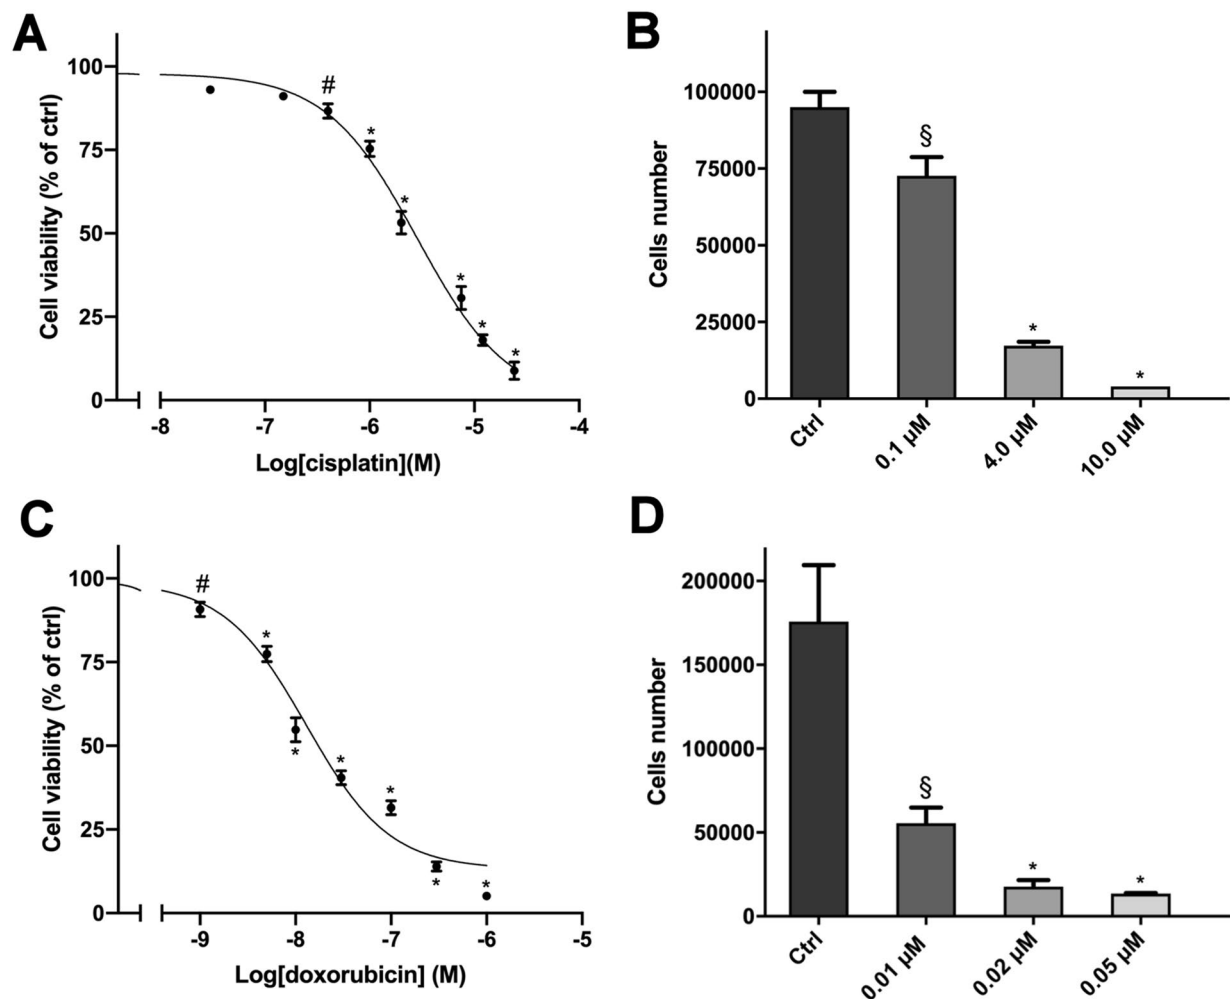 A
Cell viability (% of ctrl)
100
75
50
25
0
#
*
*
*
*
*
-8
-7
-6
-5
-4
Log[cisplatin](M)
B
Cells number
100000
75000
50000
25000
0
§
*
*
Ctrl
0.1 µM
4.0 µM
10.0 µM
C
Cell viability (% of ctrl)
100
75
50
25
0
#
*
*
*
*
*
*
-9
-8
-7
-6
-5
Log[doxorubicin] (M)
D
Cells number
200000
150000
100000
50000
0
§
*
*
Ctrl
0.01 µM
0.02 µM
0.05 µM